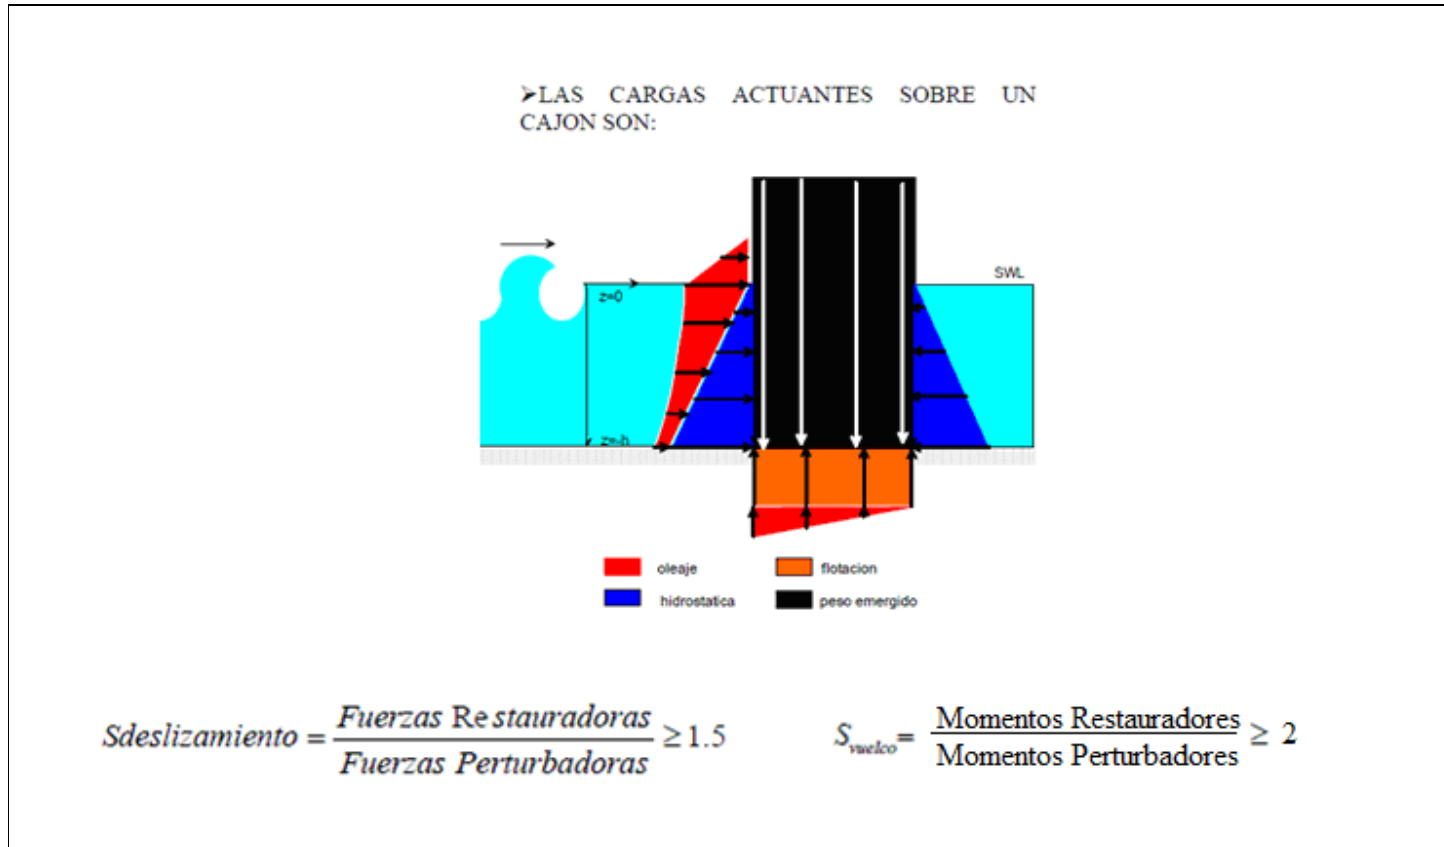 ➢LAS CARGAS ACTUANTES SOBRE UN
CAJON SON:
SWL
z=0
z=-h
oleaje
flotacion
hidrostatica
peso emergido
Sdeslizamiento = Fuerzas Restauradoras / Fuerzas Perturbadoras ≥ 1.5
Svuelco = Momentos Restauradores / Momentos Perturbadores ≥ 2